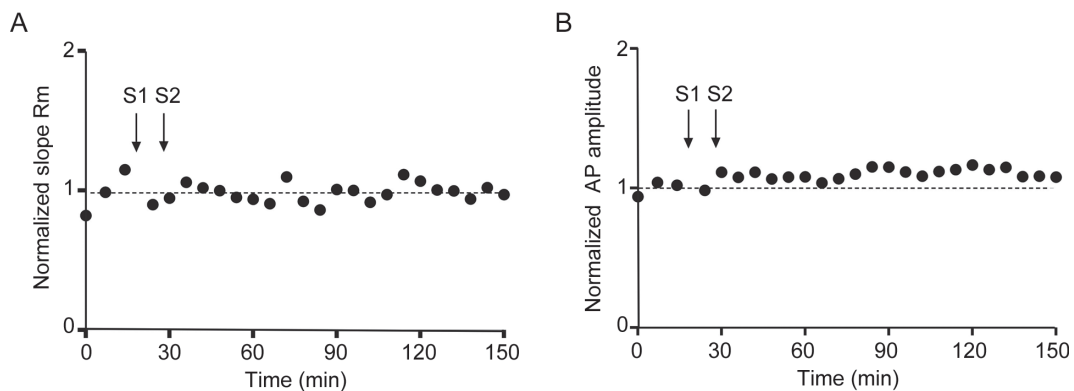 A
Normalized slope Rm
2
1
0
S1 S2
0 30 60 90 120 150
Time (min)
B
Normalized AP amplitude
2
1
0
S1 S2
0 30 60 90 120 150
Time (min)